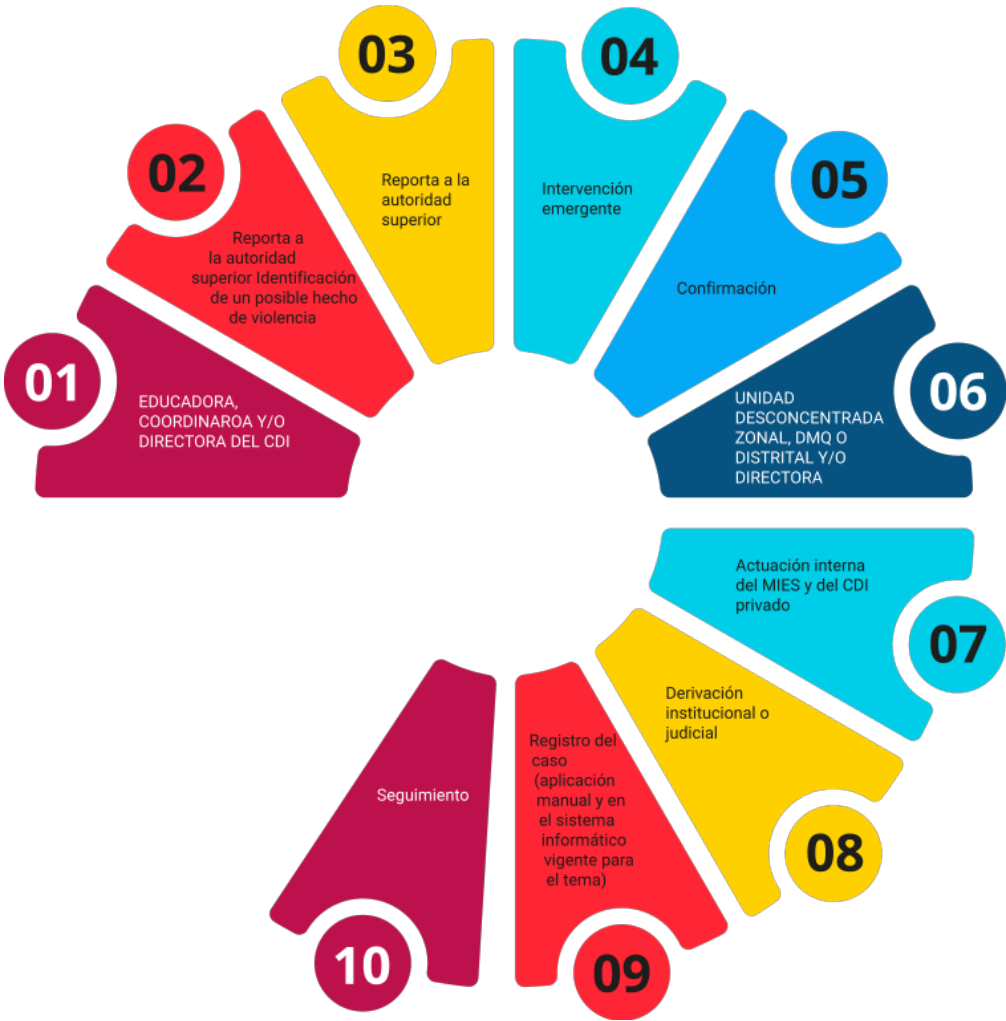 01
EDUCADORA,
COORDINAROA Y/O
DIRECTORA DEL CDI
02
Reporta a
la autoridad
superior Identificación
de un posible hecho
de violencia
03
Reporta a la
autoridad
superior
04
Intervención
emergente
05
Confirmación
06
UNIDAD
DESCONCENTRADA
ZONAL, DMQ O
DISTRITAL Y/O
DIRECTORA
07
Actuación interna
del MIES y del CDI
privado
08
Derivación
institucional o
judicial
09
Registro del
caso
(aplicación
manual y en
el sistema
informático
vigente para
el tema)
10
Seguimiento